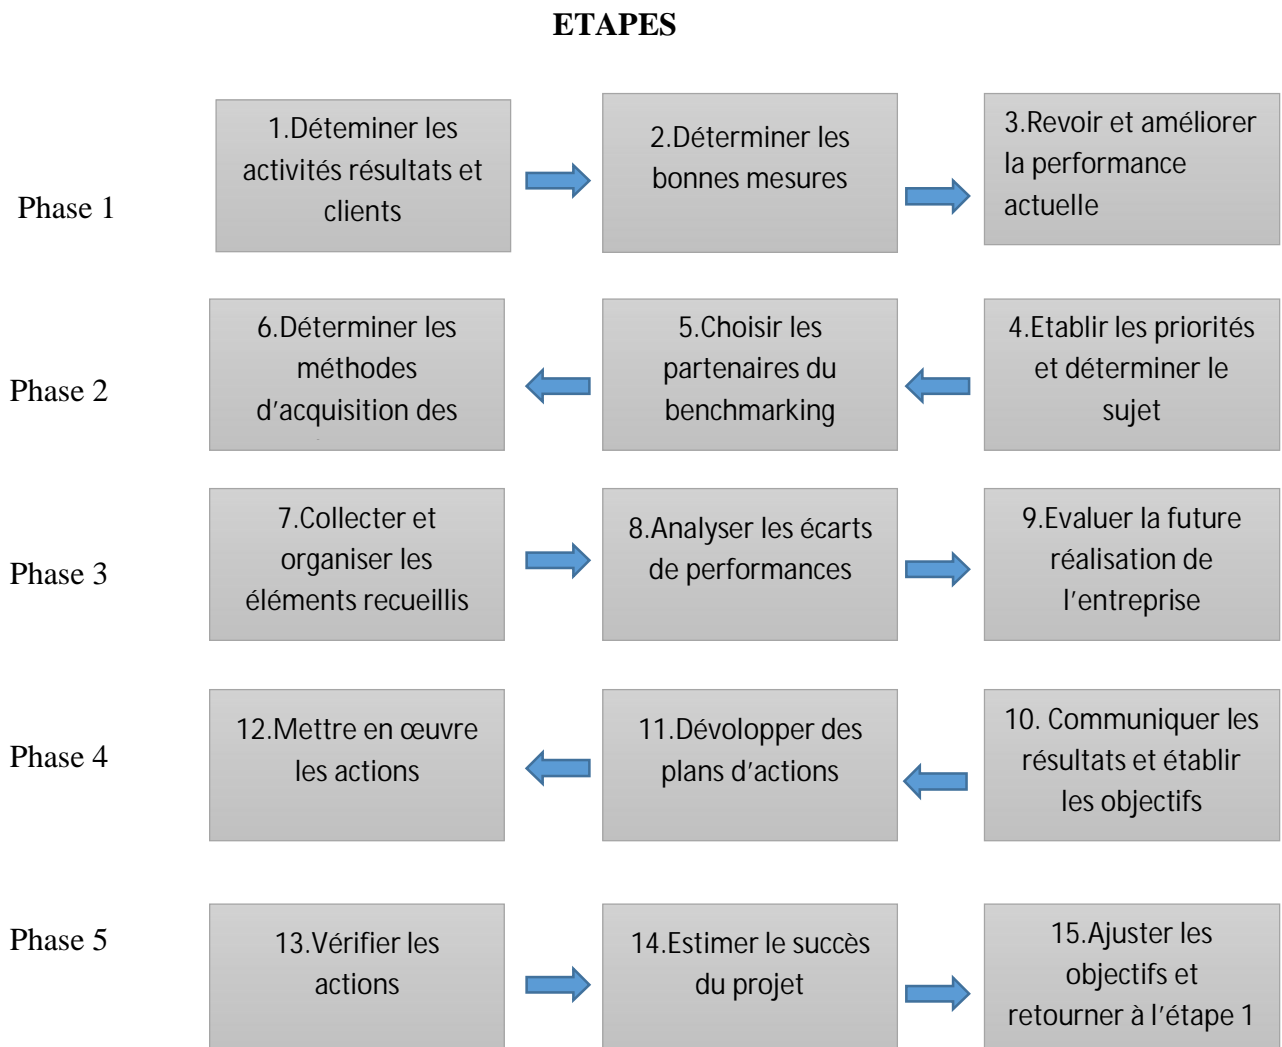 ETAPES
Phase 1
1.Déteminer les
activités résultats et
clients
2.Déterminer les
bonnes mesures
3.Revoir et améliorer
la performance
actuelle
Phase 2
6.Déterminer les
méthodes
d'acquisition des
5.Choisir les
partenaires du
benchmarking
4.Etablir les priorités
et déterminer le
sujet
Phase 3
7.Collecter et
organiser les
éléments recueillis
8.Analyser les écarts
de performances
9.Evaluer la future
réalisation de
l'entreprise
Phase 4
12.Mettre en œuvre
les actions
11.Dévolopper des
plans d'actions
10. Communiquer les
résultats et établir
les objectifs
Phase 5
13.Vérifier les
actions
14.Estimer le succès
du projet
15.Ajuster les
objectifs et
retourner à l'étape 1